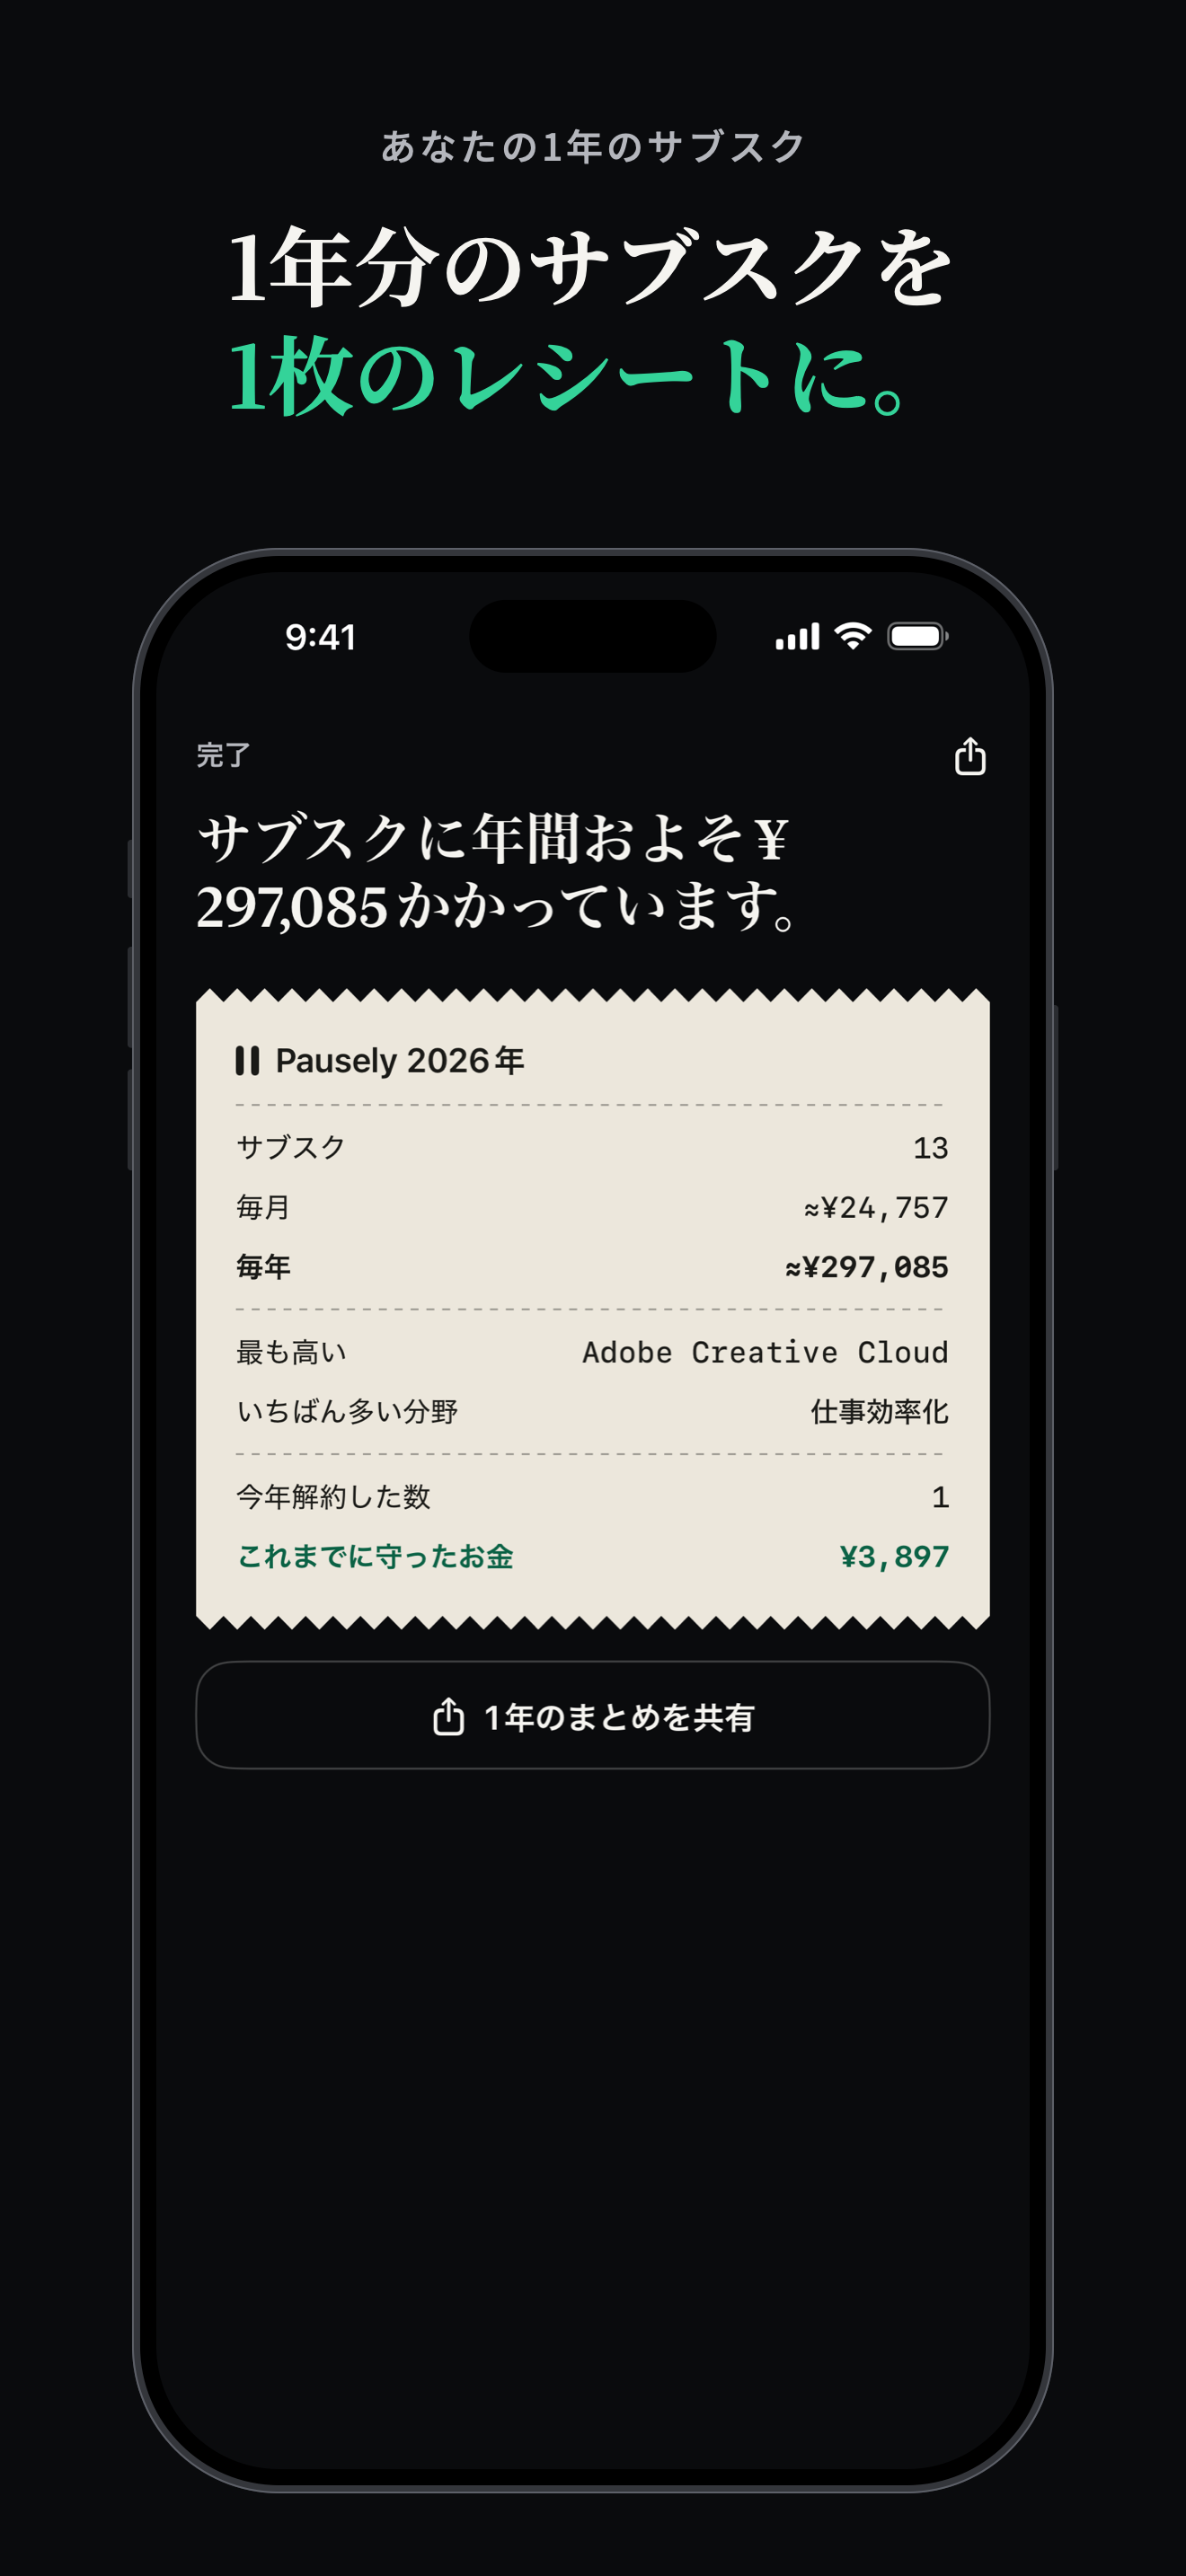 あなたの1年のサブスク
1年分のサブスクを
1枚のレシートに。
9:41
完了
サブスクに年間およそ¥
297,085かかっています。
Pausely 2026年
サブスク 13
毎月 ≈¥24,757
毎年 ≈¥297,085
最も高い Adobe Creative Cloud
いちばん多い分野 仕事効率化
今年解約した数 1
これまでに守ったお金 ¥3,897
1年のまとめを共有